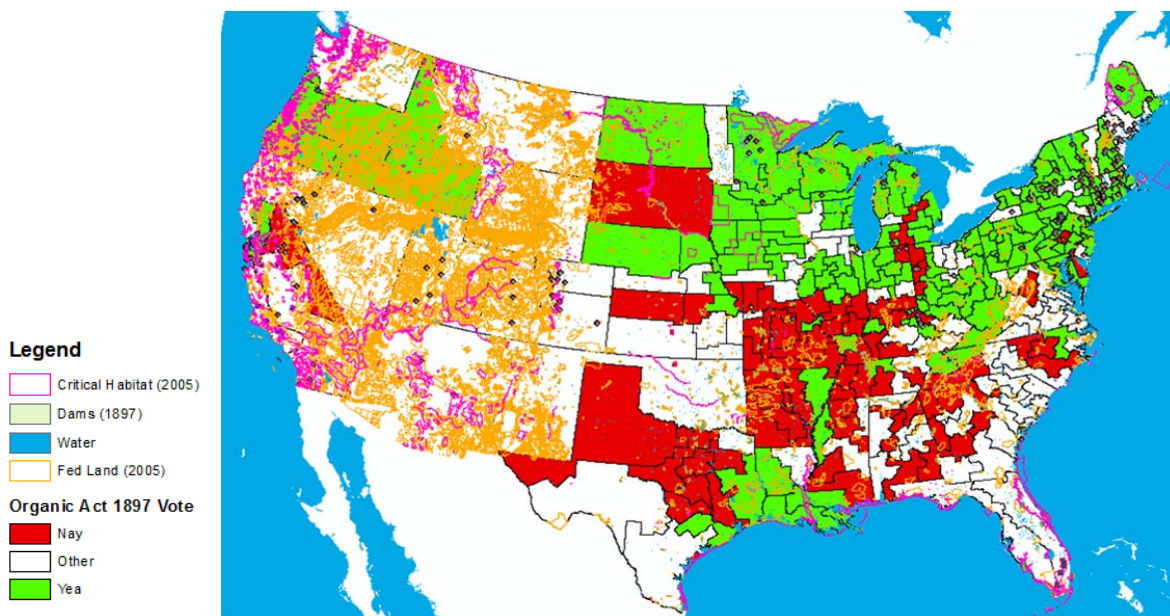 Legend
Critical Habitat (2005)
Dams (1897)
Water
Fed Land (2005)
Organic Act 1897 Vote
Nay
Other
Yea